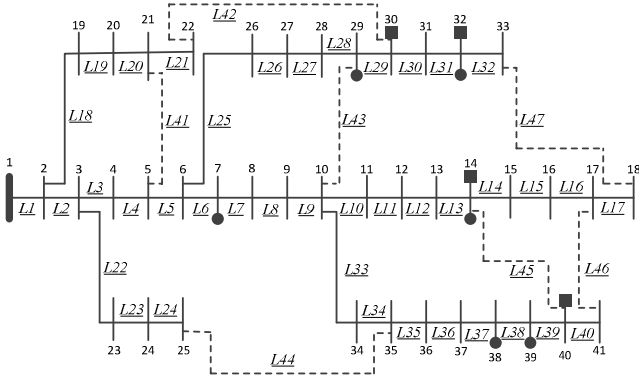 L42
19 20 21 22 26 27 28 29 30 31 32 33
L28
L19 L20 L21 L26 L27 L29 L30 L31 L32
L18 L41 L25 L43 L47
1 2 3 4 5 6 7 8 9 10 11 12 13 14 15 16 17 18
L3 L14 L15 L16
L1 L2 L4 L5 L6 L7 L8 L9 L10 L11 L12 L13 L17
L22 L33 L45 L46
L23 L24 L34
L35 L36 L37 L38 L39 L40
23 24 25 34 35 36 37 38 39 40 41
L44